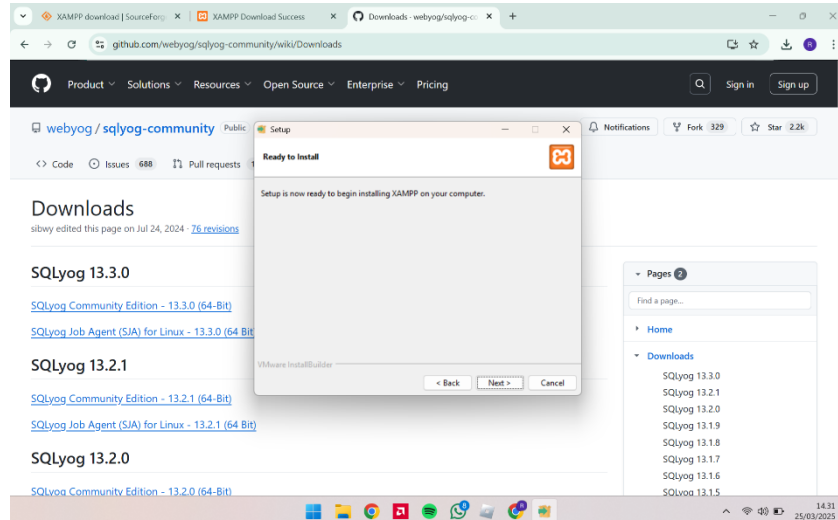 XAMPP download | SourceForg
XAMPP Download Success
Downloads - webyog/sqlyog-co
github.com/webyog/sqlyog-community/wiki/Downloads
R
Product
Solutions
Resources
Open Source
Enterprise
Pricing
Sign in
Sign up
webyog / sqlyog-community
Public
Notifications
Fork 329
Star 2.2k
Code
Issues 688
Pull requests
Setup
Ready to Install
Setup is now ready to begin installing XAMPP on your computer.
VMware InstallBuilder
< Back
Next >
Cancel
Downloads
sibwy edited this page on Jul 24, 2024 · 76 revisions
SQLyog 13.3.0
SQLyog Community Edition - 13.3.0 (64-Bit)
SQLyog Job Agent (SJA) for Linux - 13.3.0 (64 Bit
SQLyog 13.2.1
SQLyog Community Edition - 13.2.1 (64-Bit)
SQLyog Job Agent (SJA) for Linux - 13.2.1 (64 Bit)
SQLyog 13.2.0
SQLyog Community Edition - 13.2.0 (64-Bit)
Pages 2
Find a page...
Home
Downloads
SQLyog 13.3.0
SQLyog 13.2.1
SQLyog 13.2.0
SQLyog 13.1.9
SQLyog 13.1.8
SQLyog 13.1.7
SQLyog 13.1.6
SQLyog 13.1.5
14.31
25/03/2025